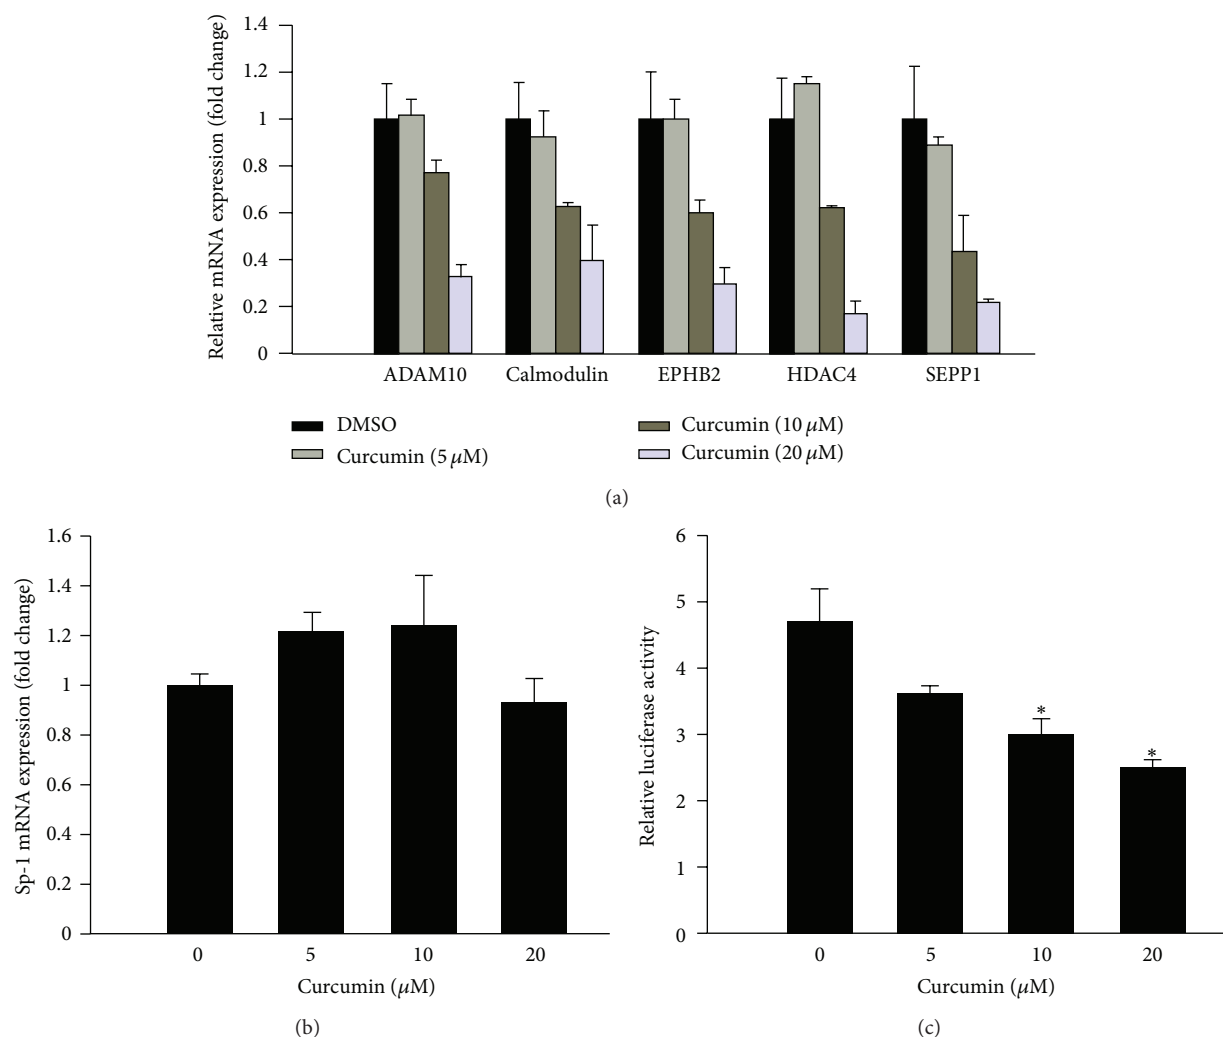 Relative mRNA expression (fold change)
1.4
1.2
1
0.8
0.6
0.4
0.2
0
ADAM10 Calmodulin EPHB2 HDAC4 SEPP1
DMSO
Curcumin (5 μM)
Curcumin (10 μM)
Curcumin (20 μM)
(a)
Sp-1 mRNA expression (fold change)
1.6
1.4
1.2
1
0.8
0.6
0.4
0.2
0
0 5 10 20
Curcumin (μM)
(b)
Relative luciferase activity
6
5
4
3
2
1
0
* *
0 5 10 20
Curcumin (μM)
(c)